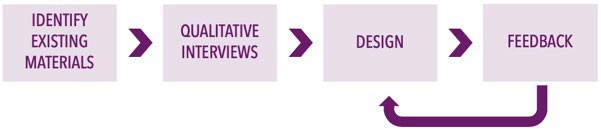 IDENTIFY
EXISTING
MATERIALS
QUALITATIVE
INTERVIEWS
DESIGN
FEEDBACK